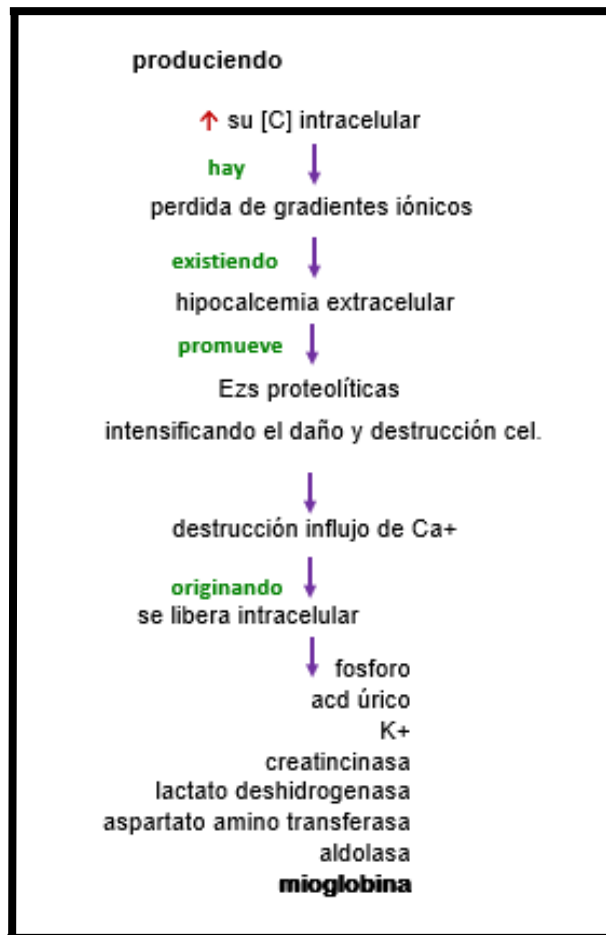 produciendo
↑ su [C] intracelular
hay
perdida de gradientes iónicos
existiendo
hipocalcemia extracelular
promueve
Ezs proteolíticas
intensificando el daño y destrucción cel.
destrucción influjo de Ca+
originando
se libera intracelular
fosforo
acd úrico
K+
creatincinasa
lactato deshidrogenasa
aspartato amino transferasa
aldolasa
mioglobina